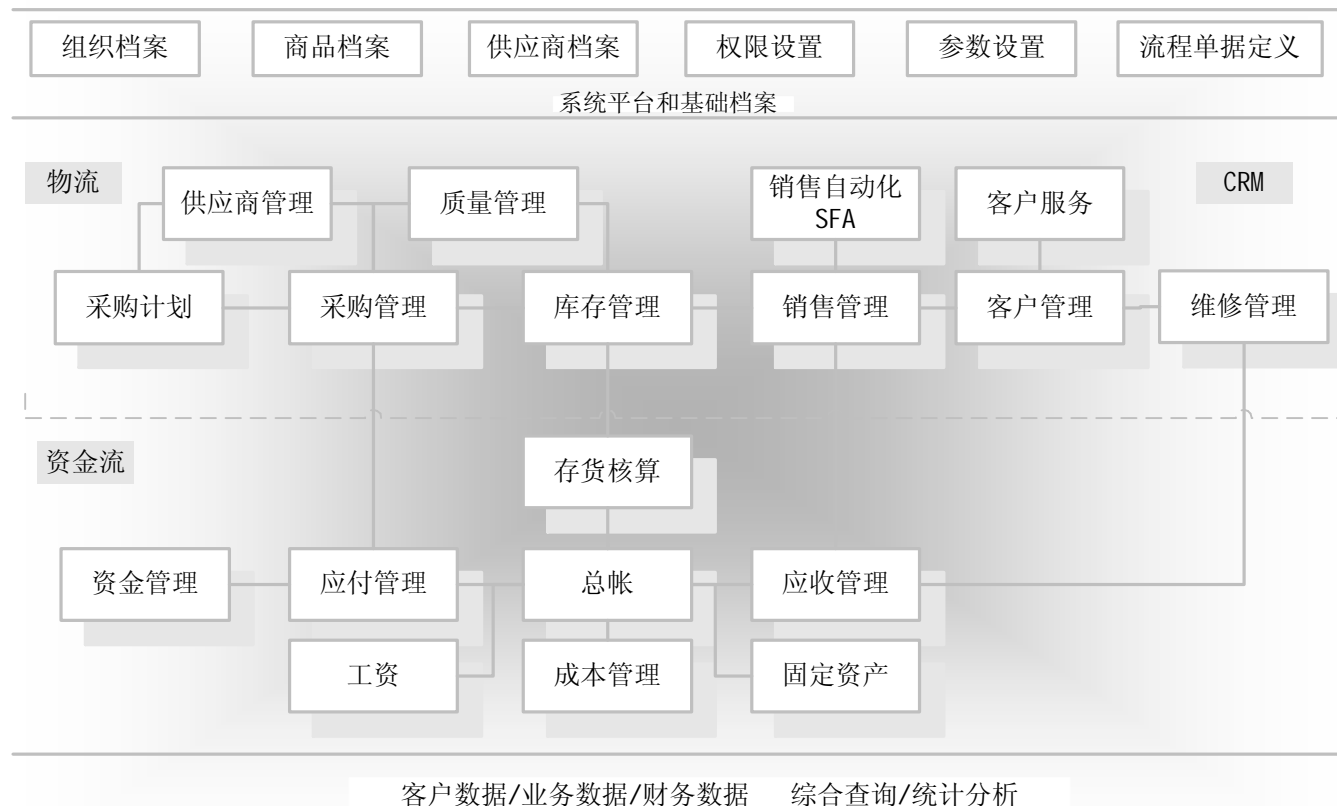 组织档案
商品档案
供应商档案
权限设置
参数设置
流程单据定义
系统平台和基础档案
物流
供应商管理
质量管理
销售自动化
SFA
客户服务
CRM
采购计划
采购管理
库存管理
销售管理
客户管理
维修管理
资金流
存货核算
资金管理
应付管理
总帐
应收管理
工资
成本管理
固定资产
客户数据/业务数据/财务数据 综合查询/统计分析